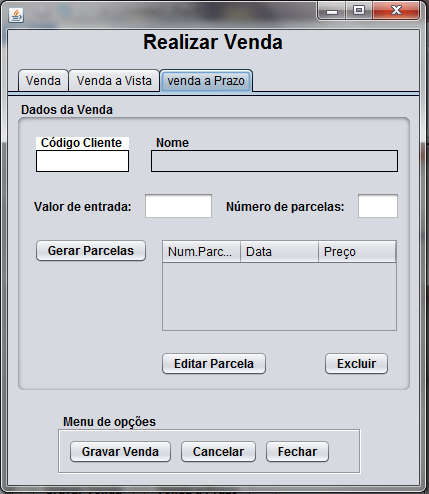 Realizar Venda
Venda Venda a Vista venda a Prazo
Dados da Venda
Código Cliente Nome
Valor de entrada: Número de parcelas:
Gerar Parcelas Num.Parc... Data Preço
Editar Parcela Excluir
Menu de opções
Gravar Venda Cancelar Fechar